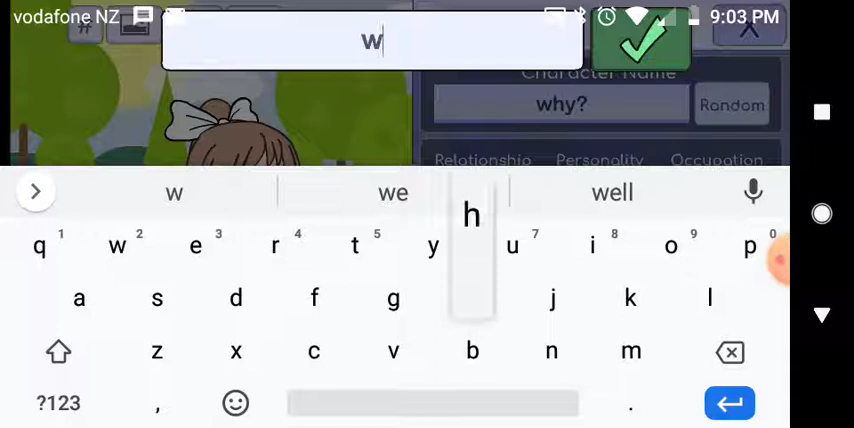 vodafone NZ 9:03 PM
#
w
X
Character Name
why?
Random
Relationship Personality Occupation
w we well
h
q 1 w 2 e 3 r 4 t 5 y u 7 i 8 o 9 p 0
a s d f g j k l
z x c v b n m
?123 , .